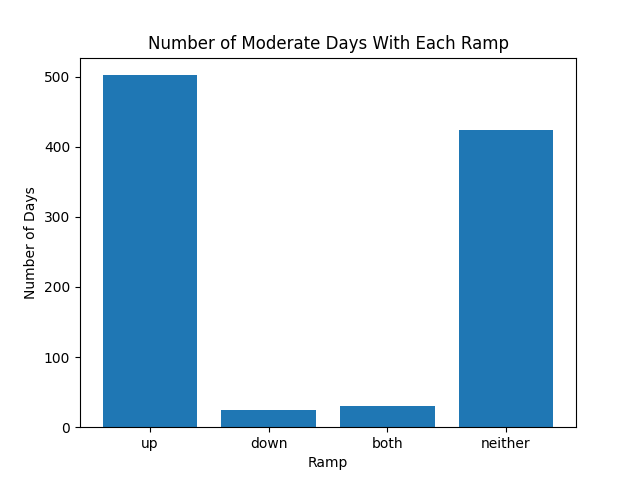 Number of Moderate Days With Each Ramp
Number of Days
500
400
300
200
100
0
up down both neither
Ramp